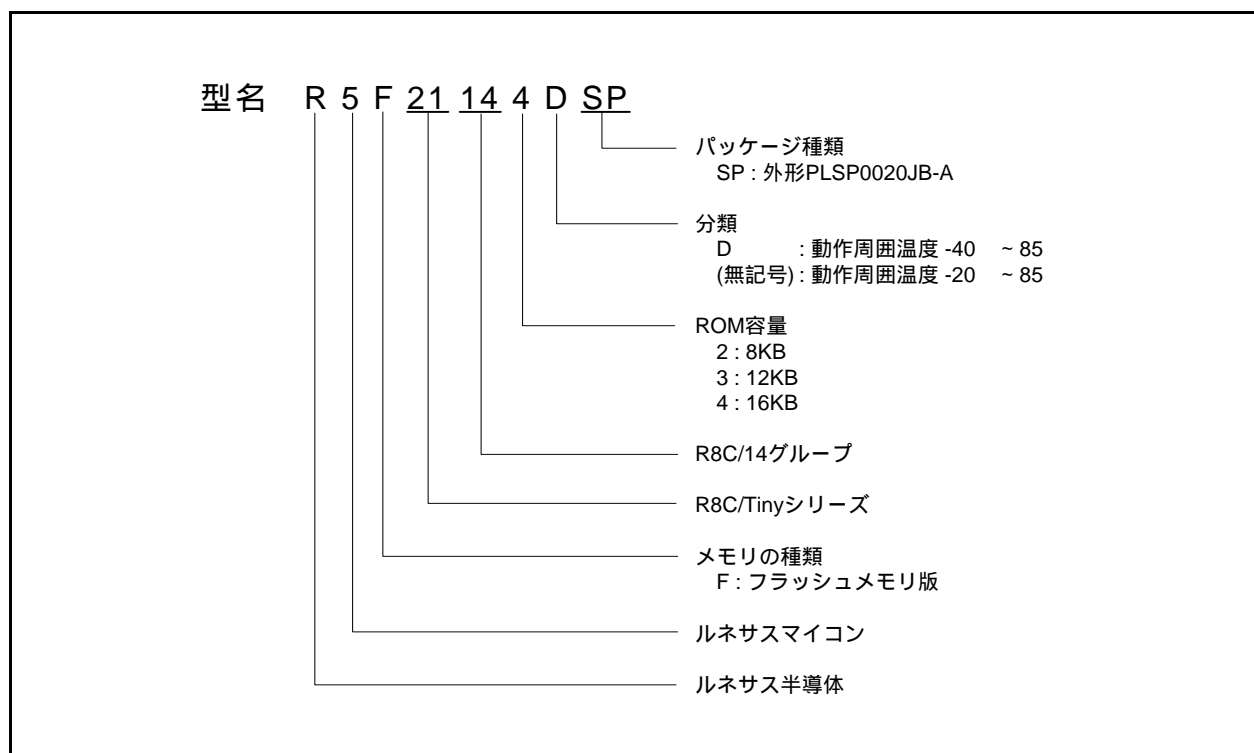 型名 R 5 F 21 14 4 D SP
パッケージ種類
SP : 外形PLSP0020JB-A
分類
D : 動作周囲温度 -40 ~ 85
(無記号) : 動作周囲温度 -20 ~ 85
ROM容量
2 : 8KB
3 : 12KB
4 : 16KB
R8C/14グループ
R8C/Tinyシリーズ
メモリの種類
F : フラッシュメモリ版
ルネサスマイコン
ルネサス半導体